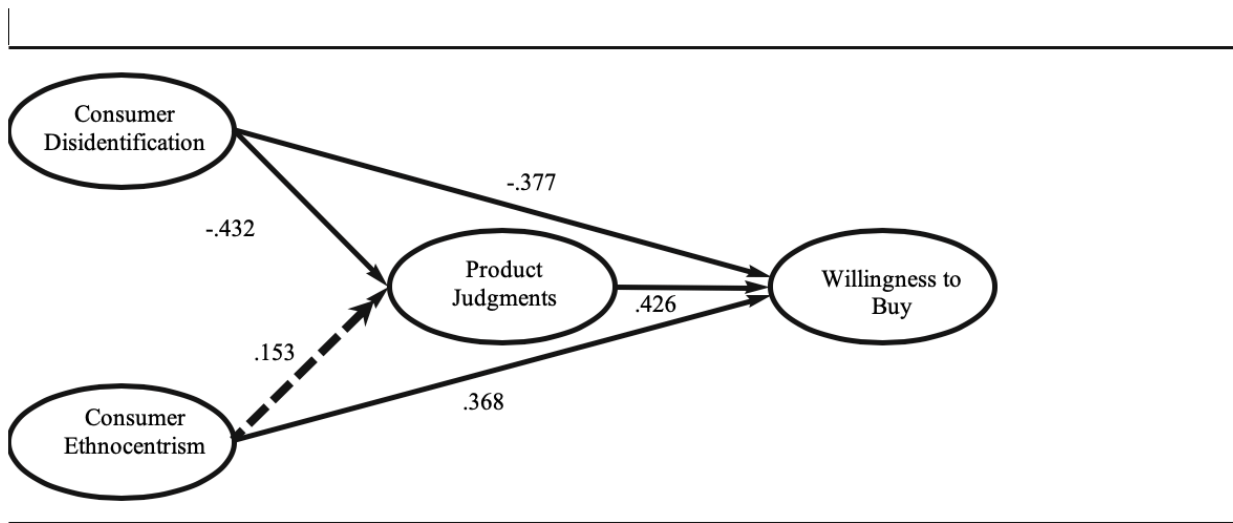 Consumer
Disidentification
-.377
-.432
Product
Judgments
Willingness to
Buy
.426
.153
.368
Consumer
Ethnocentrism